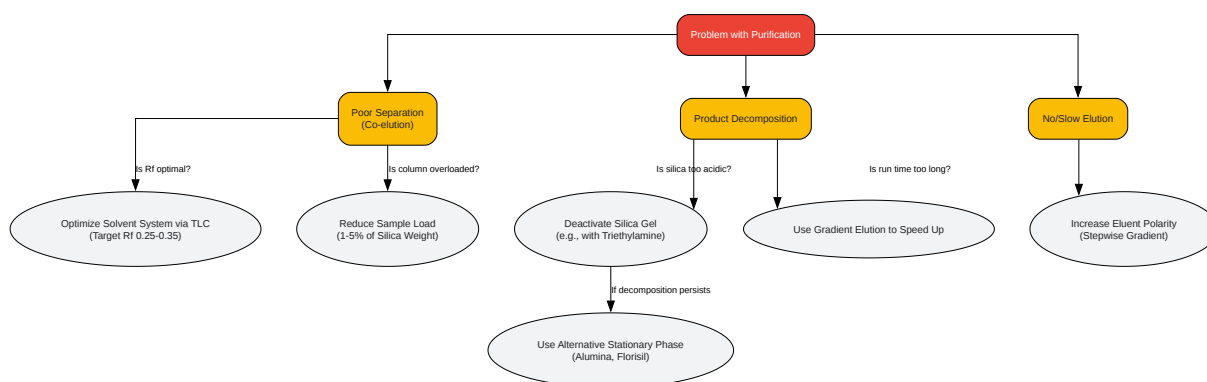 Problem with Purification
Poor Separation
(Co-elution)
Product Decomposition
No/Slow Elution
Is Rf optimal?
Is column overloaded?
Is silica too acidic?
Is run time too long?
Optimize Solvent System via TLC
(Target Rf 0.25-0.35)
Reduce Sample Load
(1-5% of Silica Weight)
Deactivate Silica Gel
(e.g., with Triethylamine)
Use Gradient Elution to Speed Up
Increase Eluent Polarity
(Stepwise Gradient)
If decomposition persists
Use Alternative Stationary Phase
(Alumina, Florisil)